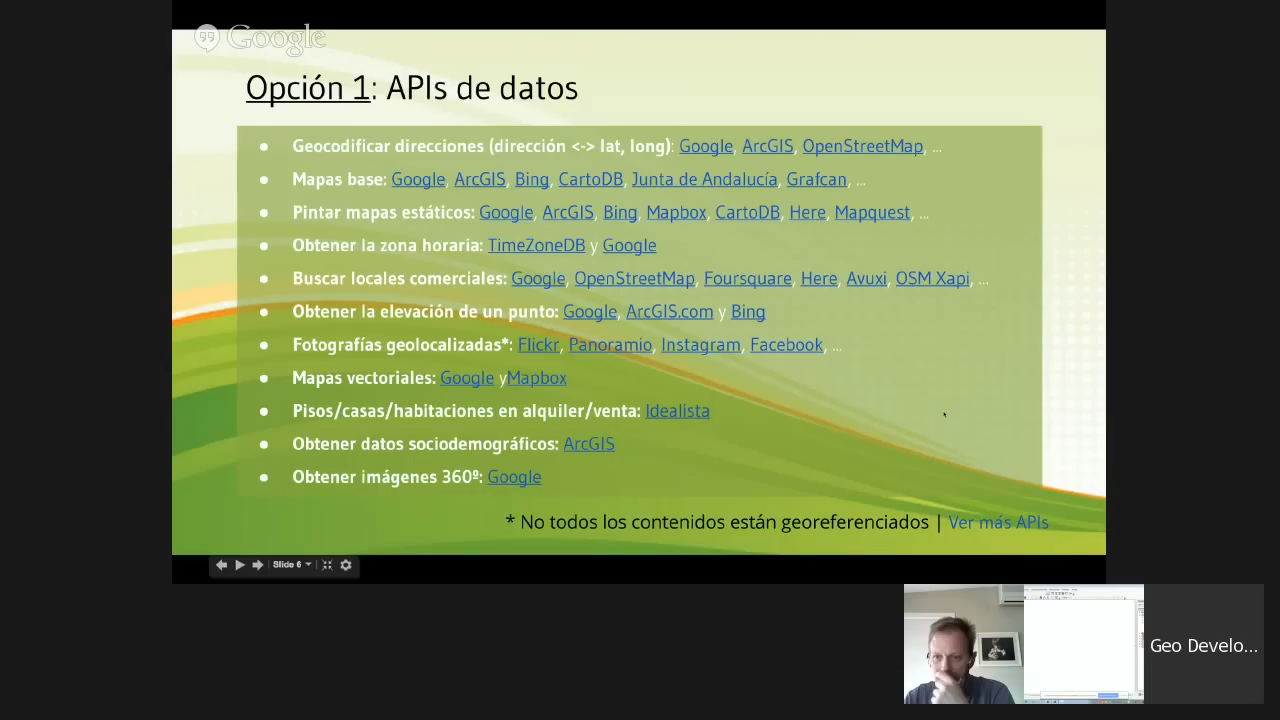 Google
Opción 1: APIs de datos
● Geocodificar direcciones (dirección <-> lat, long): Google, ArcGIS, OpenStreetMap, ...
● Mapas base: Google, ArcGIS, Bing, CartoDB, Junta de Andalucía, Grafcan, ...
● Pintar mapas estáticos: Google, ArcGIS, Bing, Mapbox, CartoDB, Here, Mapquest, ...
● Obtener la zona horaria: TimeZoneDB y Google
● Buscar locales comerciales: Google, OpenStreetMap, Foursquare, Here, Avuxi, OSM Xapi, ...
● Obtener la elevación de un punto: Google, ArcGIS.com y Bing
● Fotografías geolocalizadas*: Flickr, Panoramio, Instagram, Facebook, ...
● Mapas vectoriales: Google yMapbox
● Pisos/casas/habitaciones en alquiler/venta: Idealista
● Obtener datos sociodemográficos: ArcGIS
● Obtener imágenes 360º: Google
* No todos los contenidos están georeferenciados | Ver más APIs
Slide 6
Geo Develo...